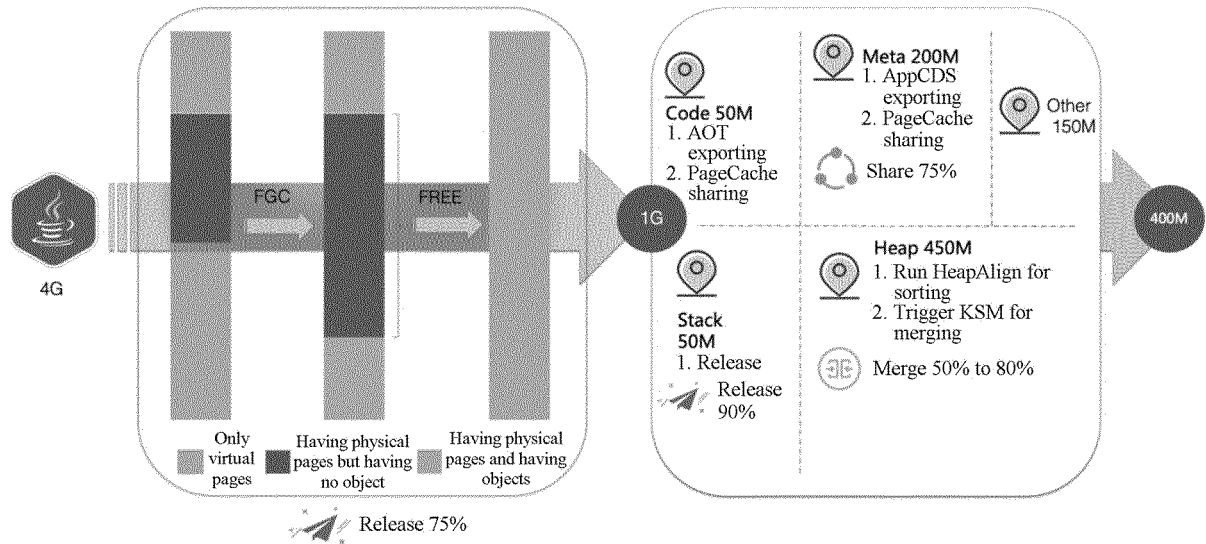 4G
FGC
FREE
Only
virtual
pages
Having physical
pages but having
no object
Having physical
pages and having
objects
Release 75%
1G
Code 50M
1. AOT
exporting
2. PageCache
sharing
Meta 200M
1. AppCDS
exporting
2. PageCache
sharing
Share 75%
Other
150M
Stack
50M
1. Release
Release
90%
Heap 450M
1. Run HeapAlign for
sorting
2. Trigger KSM for
merging
Merge 50% to 80%
400M